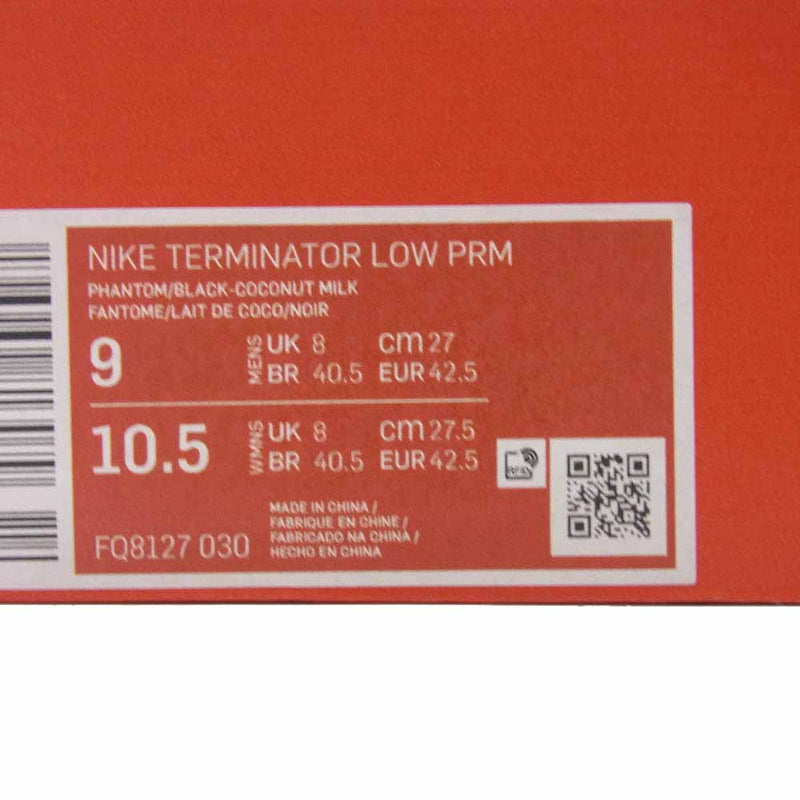 NIKE TERMINATOR LOW PRM
PHANTOM/BLACK-COCONUT MILK
FANTOME/LAIT DE COCO/NOIR
9 MENS UK 8 CM 27
BR 40.5 EUR 42.5
10.5 WMNS UK 8 CM 27.5
BR 40.5 EUR 42.5
RFID
FQ8127 030
MADE IN CHINA /
FABRIQUE EN CHINE /
FABRICADO NA CHINA /
HECHO EN CHINA